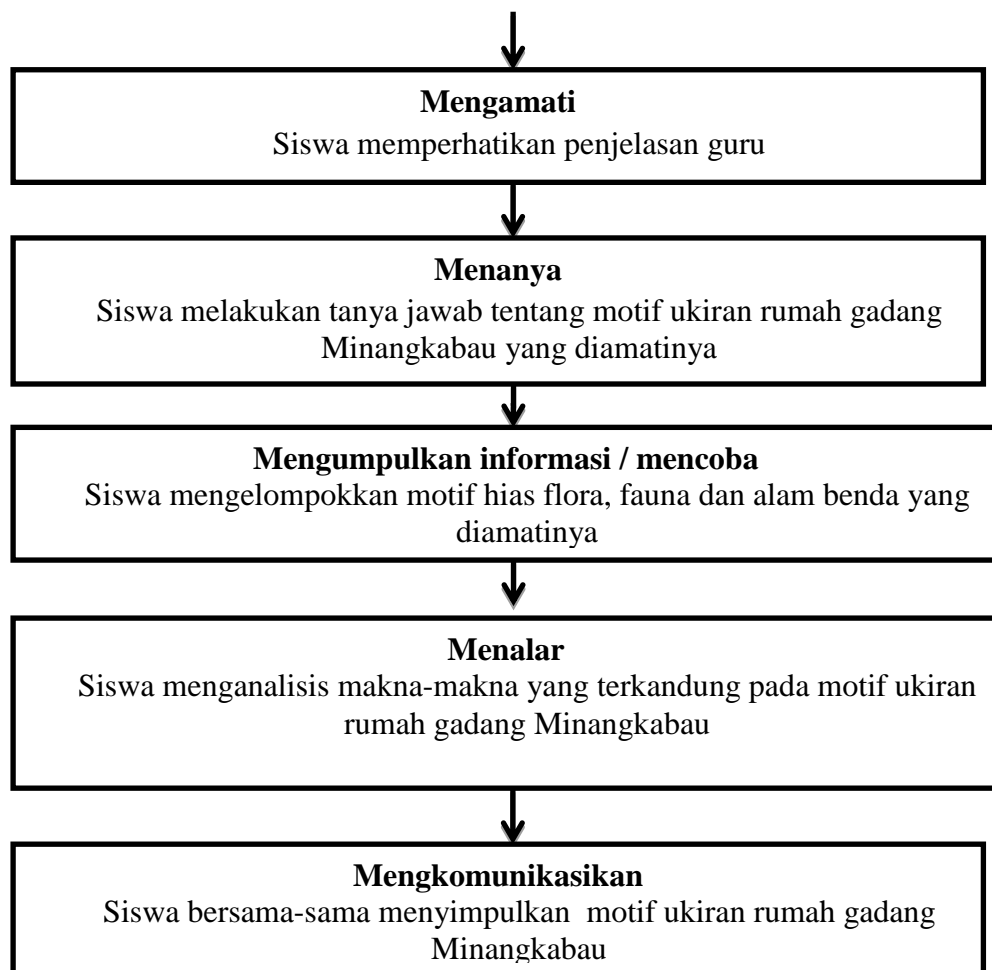 Mengamati
Siswa memperhatikan penjelasan guru
Menanya
Siswa melakukan tanya jawab tentang motif ukiran rumah gadang
Minangkabau yang diamatinya
Mengumpulkan informasi / mencoba
Siswa mengelompokkan motif hias flora, fauna dan alam benda yang
diamatinya
Menalar
Siswa menganalisis makna-makna yang terkandung pada motif ukiran
rumah gadang Minangkabau
Mengkomunikasikan
Siswa bersama-sama menyimpulkan  motif ukiran rumah gadang
Minangkabau